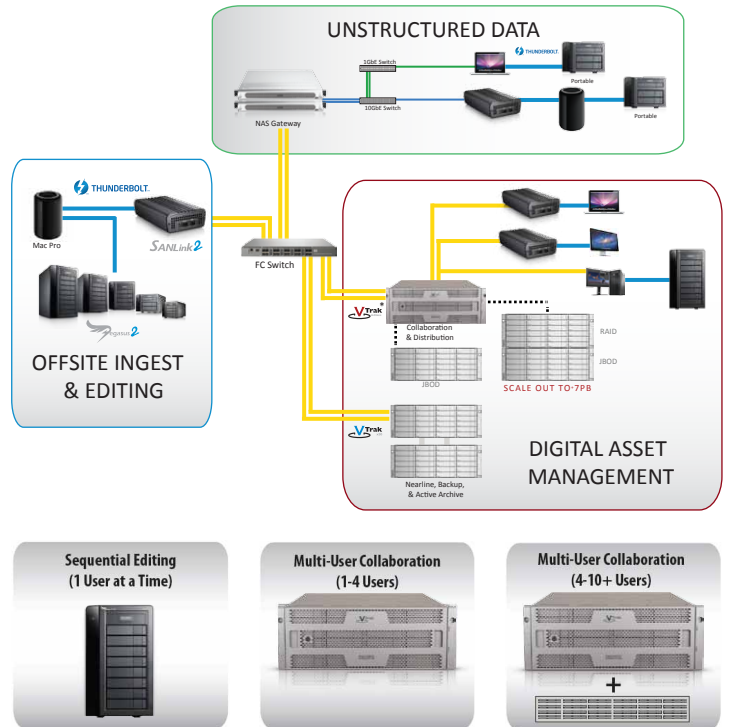 UNSTRUCTURED DATA
1GbE Switch
THUNDERBOLT
Portable
NAS Gateway
10GbE Switch
Portable
THUNDERBOLT.
Mac Pro
SANLink2
FC Switch
Pegasus2
OFFSITE INGEST
& EDITING
VTrak
*
Collaboration
& Distribution
RAID
JBOD
JBOD
SCALE OUT TO-7PB
VTrak
DIGITAL ASSET
MANAGEMENT
Nearline, Backup,
& Active Archive
Sequential Editing
(1 User at a Time)
Multi-User Collaboration
(1-4 Users)
VTrak
Multi-User Collaboration
(4-10+ Users)
VTrak
+